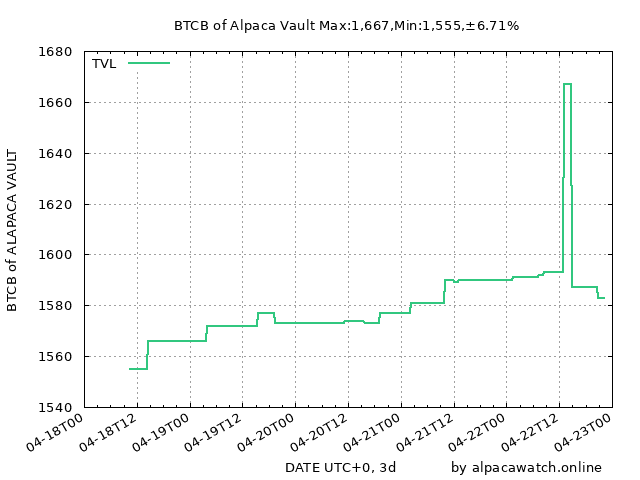 BTCB of Alpaca Vault Max:1,667,Min:1,555,±6.71%
TVL
BTCB of ALAPACA VAULT
1680
1660
1640
1620
1600
1580
1560
1540
04-18T00
04-18T12
04-19T00
04-19T12
04-20T00
04-20T12
04-21T00
04-21T12
04-22T00
04-22T12
04-23T00
DATE UTC+0, 3d
by alpacawatch.online